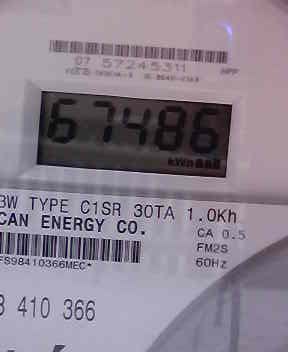 07 57245311
67486
kWh
3W TYPE C1SR 30TA 1.0Kh
CAN ENERGY CO. CA 0.5
FM2S
FS98410366MEC* 60Hz
410 366